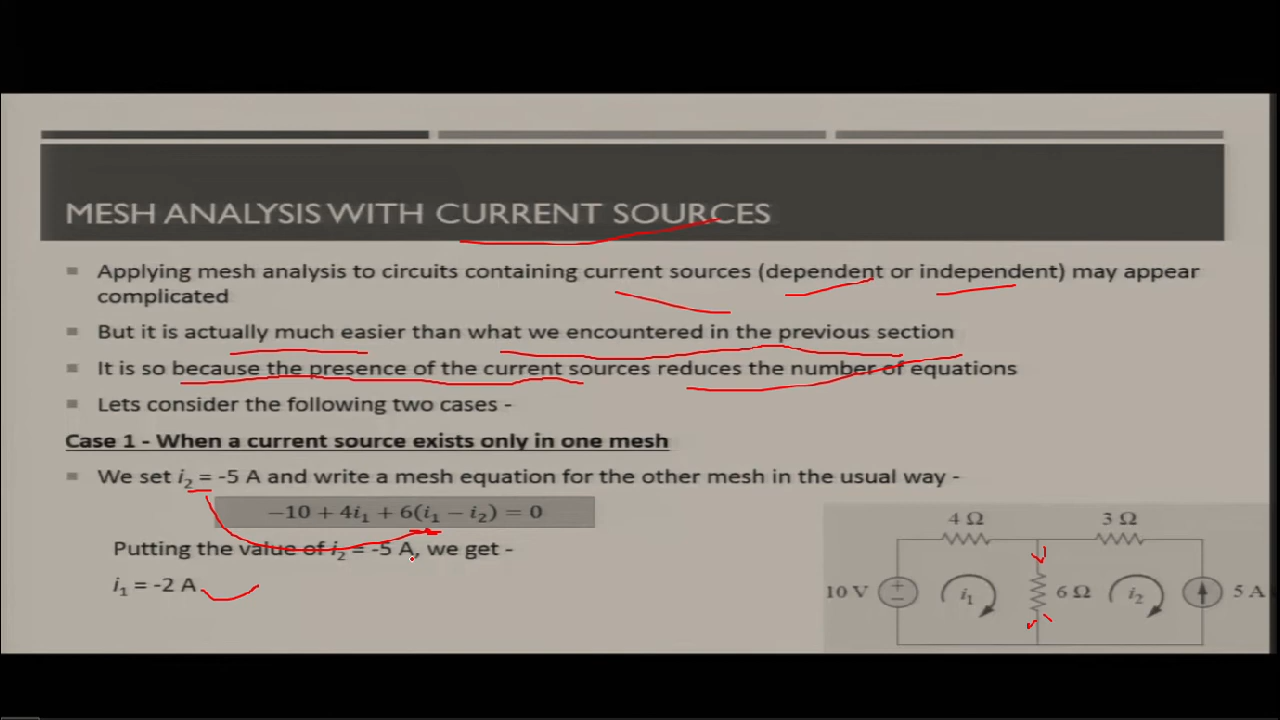 MESH ANALYSIS WITH CURRENT SOURCES
Applying mesh analysis to circuits containing current sources (dependent or independent) may appear
complicated
But it is actually much easier than what we encountered in the previous section
It is so because the presence of the current sources reduces the number of equations
Lets consider the following two cases -
Case 1 - When a current source exists only in one mesh
We set i₂ = -5 A and write a mesh equation for the other mesh in the usual way -
−10 + 4i₁ + 6(i₁ − i₂) = 0
Putting the value of i₂ = -5 A, we get -
i₁ = -2 A
4 Ω 3 Ω
10 V + − i₁ 6 Ω i₂ 5 A